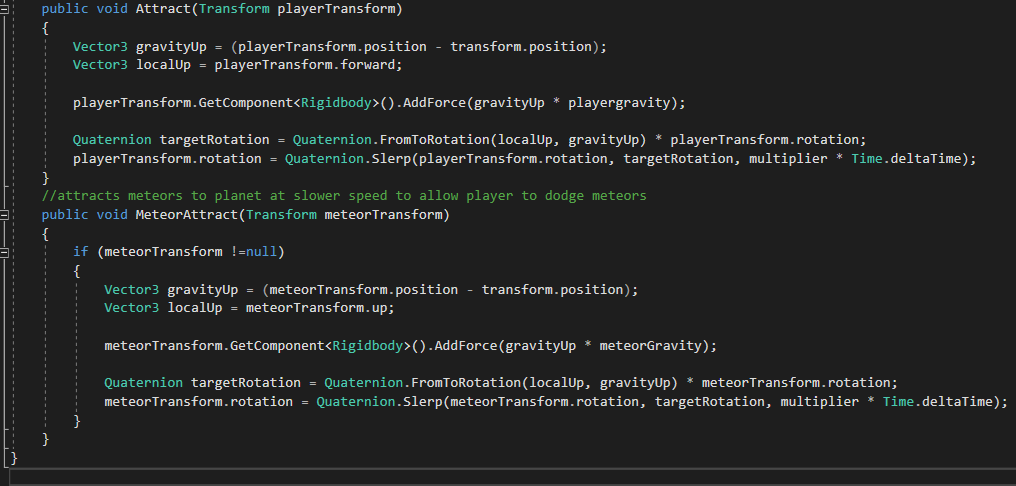 public void Attract(Transform playerTransform)
{
Vector3 gravityUp = (playerTransform.position - transform.position);
Vector3 localUp = playerTransform.forward;
playerTransform.GetComponent<Rigidbody>().AddForce(gravityUp * playergravity);
Quaternion targetRotation = Quaternion.FromToRotation(localUp, gravityUp) * playerTransform.rotation;
playerTransform.rotation = Quaternion.Slerp(playerTransform.rotation, targetRotation, multiplier * Time.deltaTime);
}
//attracts meteors to planet at slower speed to allow player to dodge meteors
public void MeteorAttract(Transform meteorTransform)
{
if (meteorTransform !=null)
{
Vector3 gravityUp = (meteorTransform.position - transform.position);
Vector3 localUp = meteorTransform.up;
meteorTransform.GetComponent<Rigidbody>().AddForce(gravityUp * meteorGravity);
Quaternion targetRotation = Quaternion.FromToRotation(localUp, gravityUp) * meteorTransform.rotation;
meteorTransform.rotation = Quaternion.Slerp(meteorTransform.rotation, targetRotation, multiplier * Time.deltaTime);
}
}
}